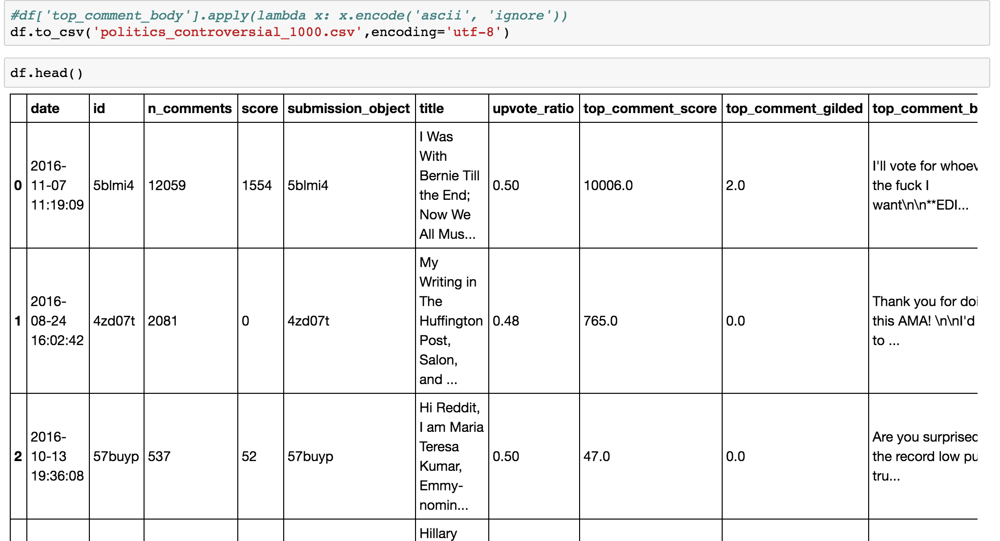 #df['top_comment_body'].apply(lambda x: x.encode('ascii', 'ignore'))
df.to_csv('politics_controversial_1000.csv',encoding='utf-8')
df.head()
date id n_comments score submission_object title upvote_ratio top_comment_score top_comment_gilded top_comment_b
0
2016-
11-07
11:19:09
5blmi4
12059
1554
5blmi4
I Was
With
Bernie Till
the End;
Now We
All Mus...
0.50
10006.0
2.0
I'll vote for whoev
the fuck I
want\n\n**EDI...
1
2016-
08-24
16:02:42
4zd07t
2081
0
4zd07t
My
Writing in
The
Huffington
Post,
Salon,
and ...
0.48
765.0
0.0
Thank you for doi
this AMA! \n\nI'd
to ...
2
2016-
10-13
19:36:08
57buyp
537
52
57buyp
Hi Reddit,
I am Maria
Teresa
Kumar,
Emmy-
nomin...
0.50
47.0
0.0
Are you surprised
the record low pu
tru...
Hillary